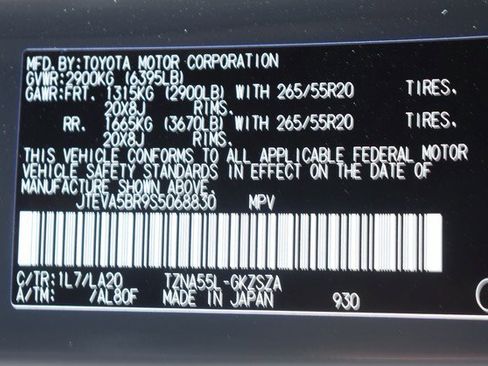 MFD.BY:TOYOTA MOTOR CORPORATION
GVWR:2900KG (6395LB)
GAWR:FRT. 1315KG (2900LB) WITH 265/55R20 TIRES.
20X8J RIMS.
RR. 1665KG (3670LB) WITH 265/55R20 TIRES.
20X8J RIMS.
THIS VEHICLE CONFORMS TO ALL APPLICABLE FEDERAL MOTOR
VEHICLE SAFETY STANDARDS IN EFFECT ON THE DATE OF
MANUFACTURE SHOWN ABOVE.
JTEVA5BR9S5068830 MPV
C/TR:1L7/LA20 TZNA55L-GKZSZA
A/TM: /AL80F MADE IN JAPAN 930